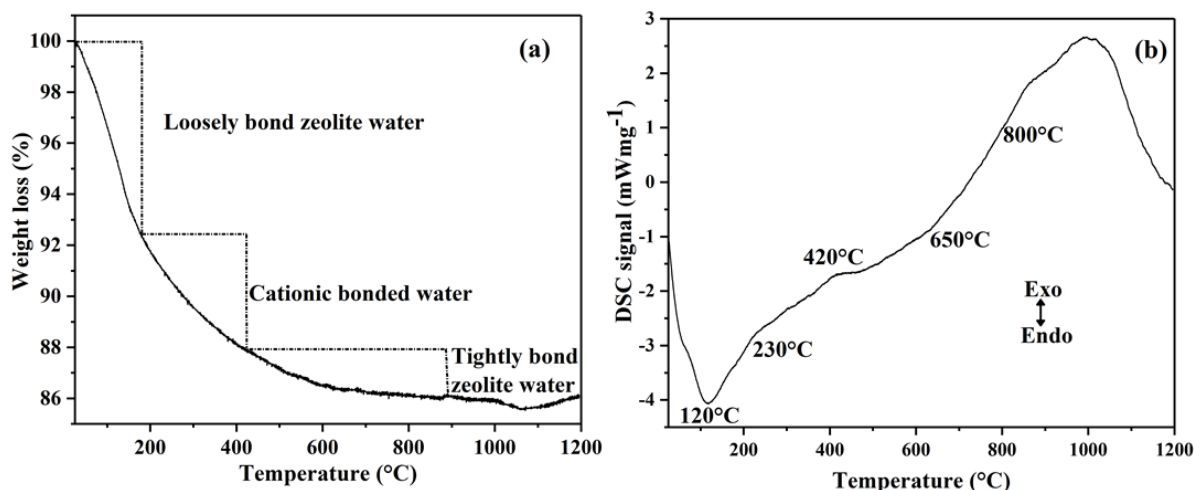 (a)
Weight loss (%)
100
98
96
94
92
90
88
86
Loosely bond zeolite water
Cationic bonded water
Tightly bond
zeolite water
200
400
600
800
1000
1200
Temperature (°C)
(b)
DSC signal (mWmg-1)
3
2
1
0
-1
-2
-3
-4
120°C
230°C
420°C
650°C
800°C
Exo
Endo
200
400
600
800
1000
1200
Temperature (°C)